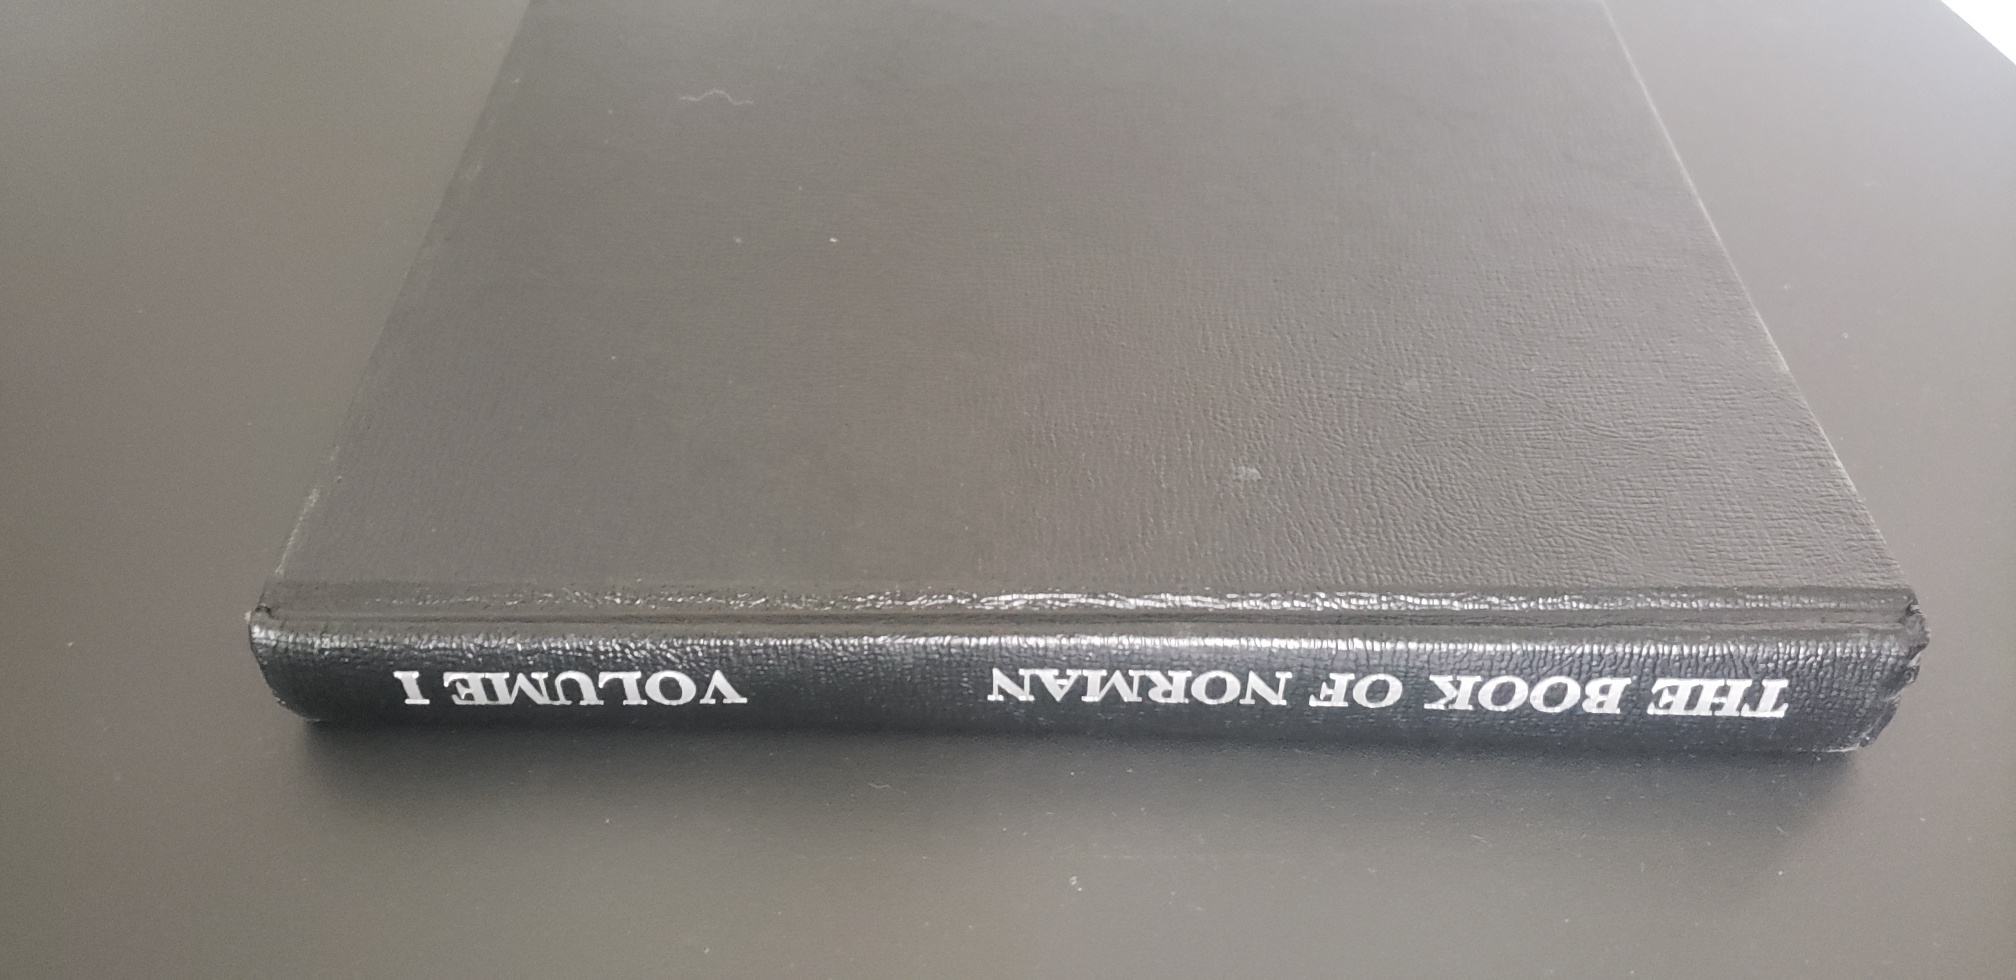 THE BOOK OF NORMAN VOLUME I